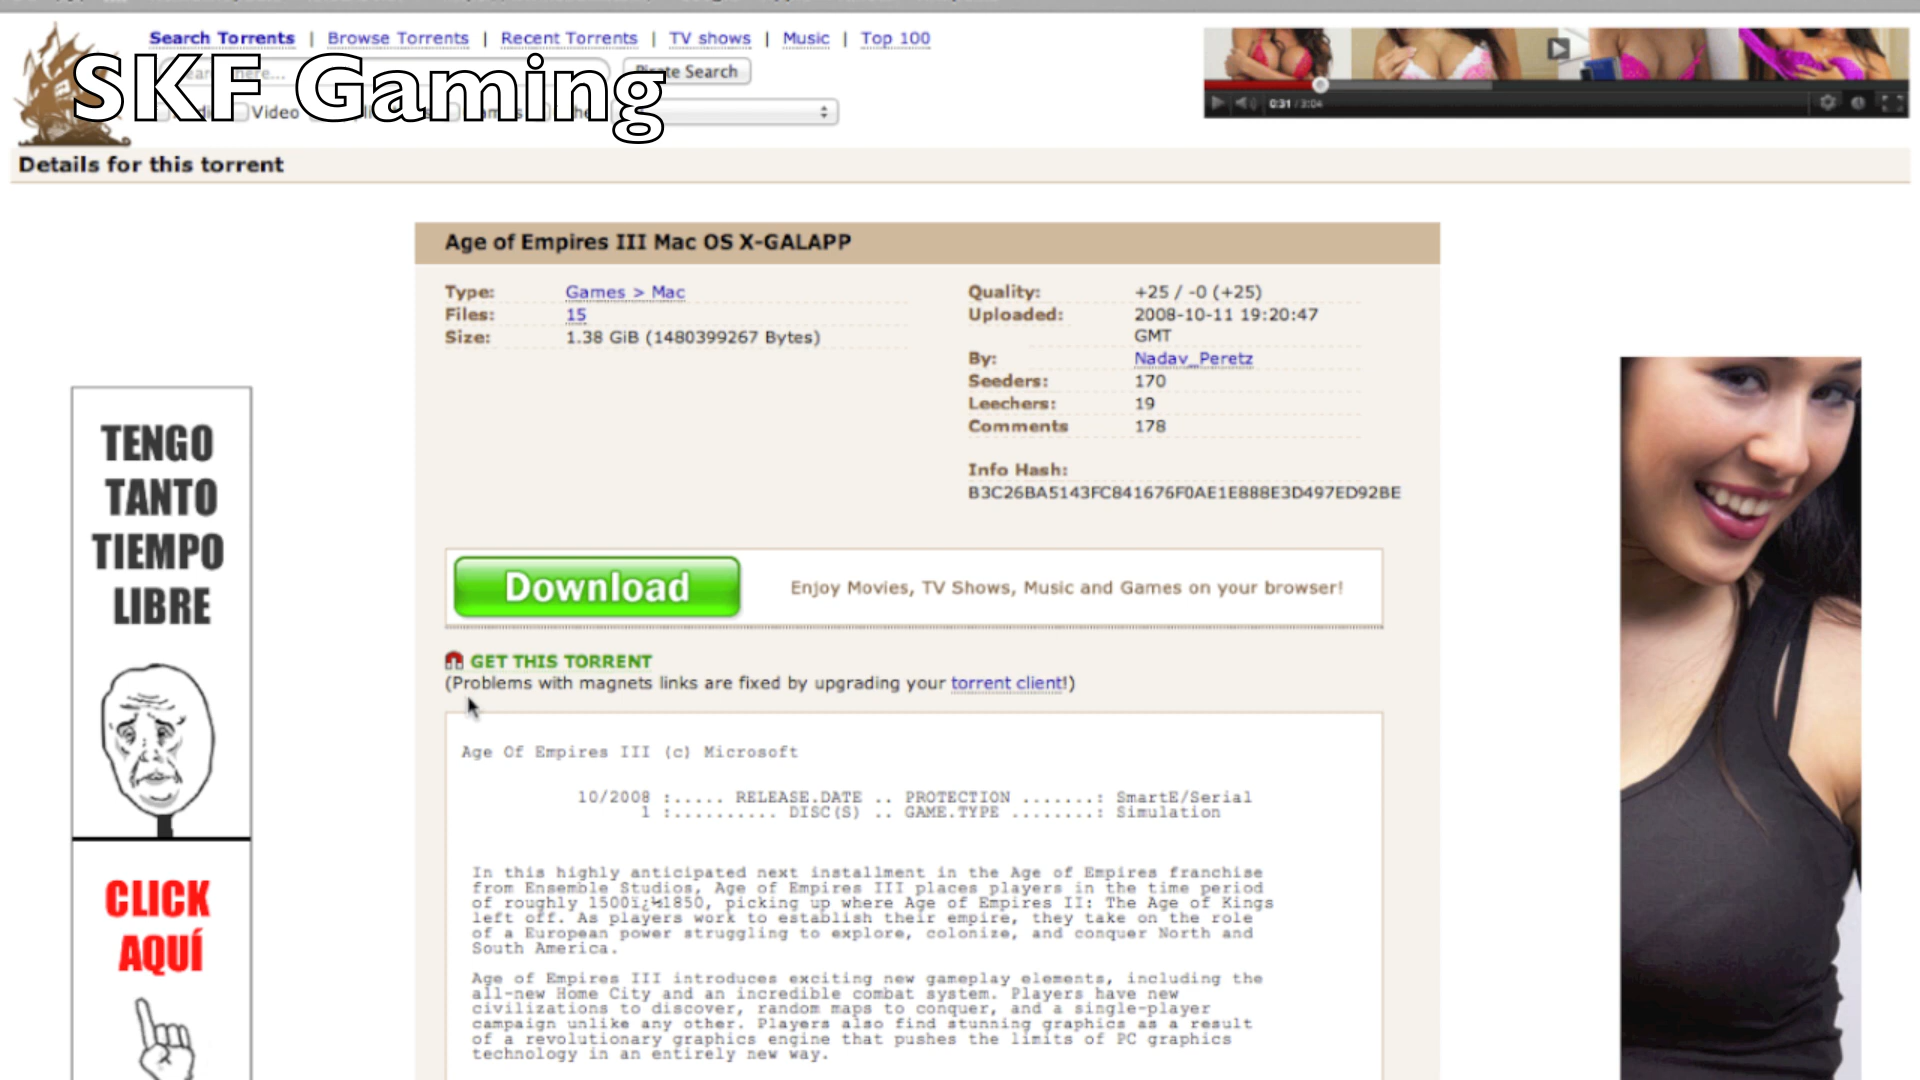 Search Torrents | Browse Torrents | Recent Torrents | TV shows | Music | Top 100
SKF Gaming
Pirate Search
Video
0:31 / 3:04
Details for this torrent
Age of Empires III Mac OS X-GALAPP
Type: Games > Mac
Files: 15
Size: 1.38 GiB (1480399267 Bytes)
Quality: +25 / -0 (+25)
Uploaded: 2008-10-11 19:20:47
GMT
By: Nadav_Peretz
Seeders: 170
Leechers: 19
Comments 178
Info Hash:
B3C26BA5143FC841676F0AE1E888E3D497ED92BE
TENGO
TANTO
TIEMPO
LIBRE
CLICK
AQUÍ
Download Enjoy Movies, TV Shows, Music and Games on your browser!
GET THIS TORRENT
(Problems with magnets links are fixed by upgrading your torrent client!)
Age Of Empires III (c) Microsoft
10/2008 :..... RELEASE.DATE .. PROTECTION .......: SmartE/Serial
1 :.......... DISC(S) .. GAME.TYPE ........: Simulation
In this highly anticipated next installment in the Age of Empires franchise
from Ensemble Studios, Age of Empires III places players in the time period
of roughly 1500ï¿½1850, picking up where Age of Empires II: The Age of Kings
left off. As players work to establish their empire, they take on the role
of a European power struggling to explore, colonize, and conquer North and
South America.
Age of Empires III introduces exciting new gameplay elements, including the
all-new Home City and an incredible combat system. Players have new
civilizations to discover, random maps to conquer, and a single-player
campaign unlike any other. Players also find stunning graphics as a result
of a revolutionary graphics engine that pushes the limits of PC graphics
technology in an entirely new way.